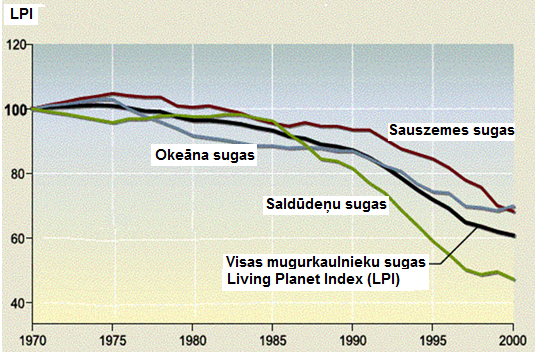 LPI
120
100
80
60
40
Sauszemes sugas
Okeāna sugas
Saldūdeņu sugas
Visas mugurkaulnieku sugas
Living Planet Index (LPI)
1970 1975 1980 1985 1990 1995 2000